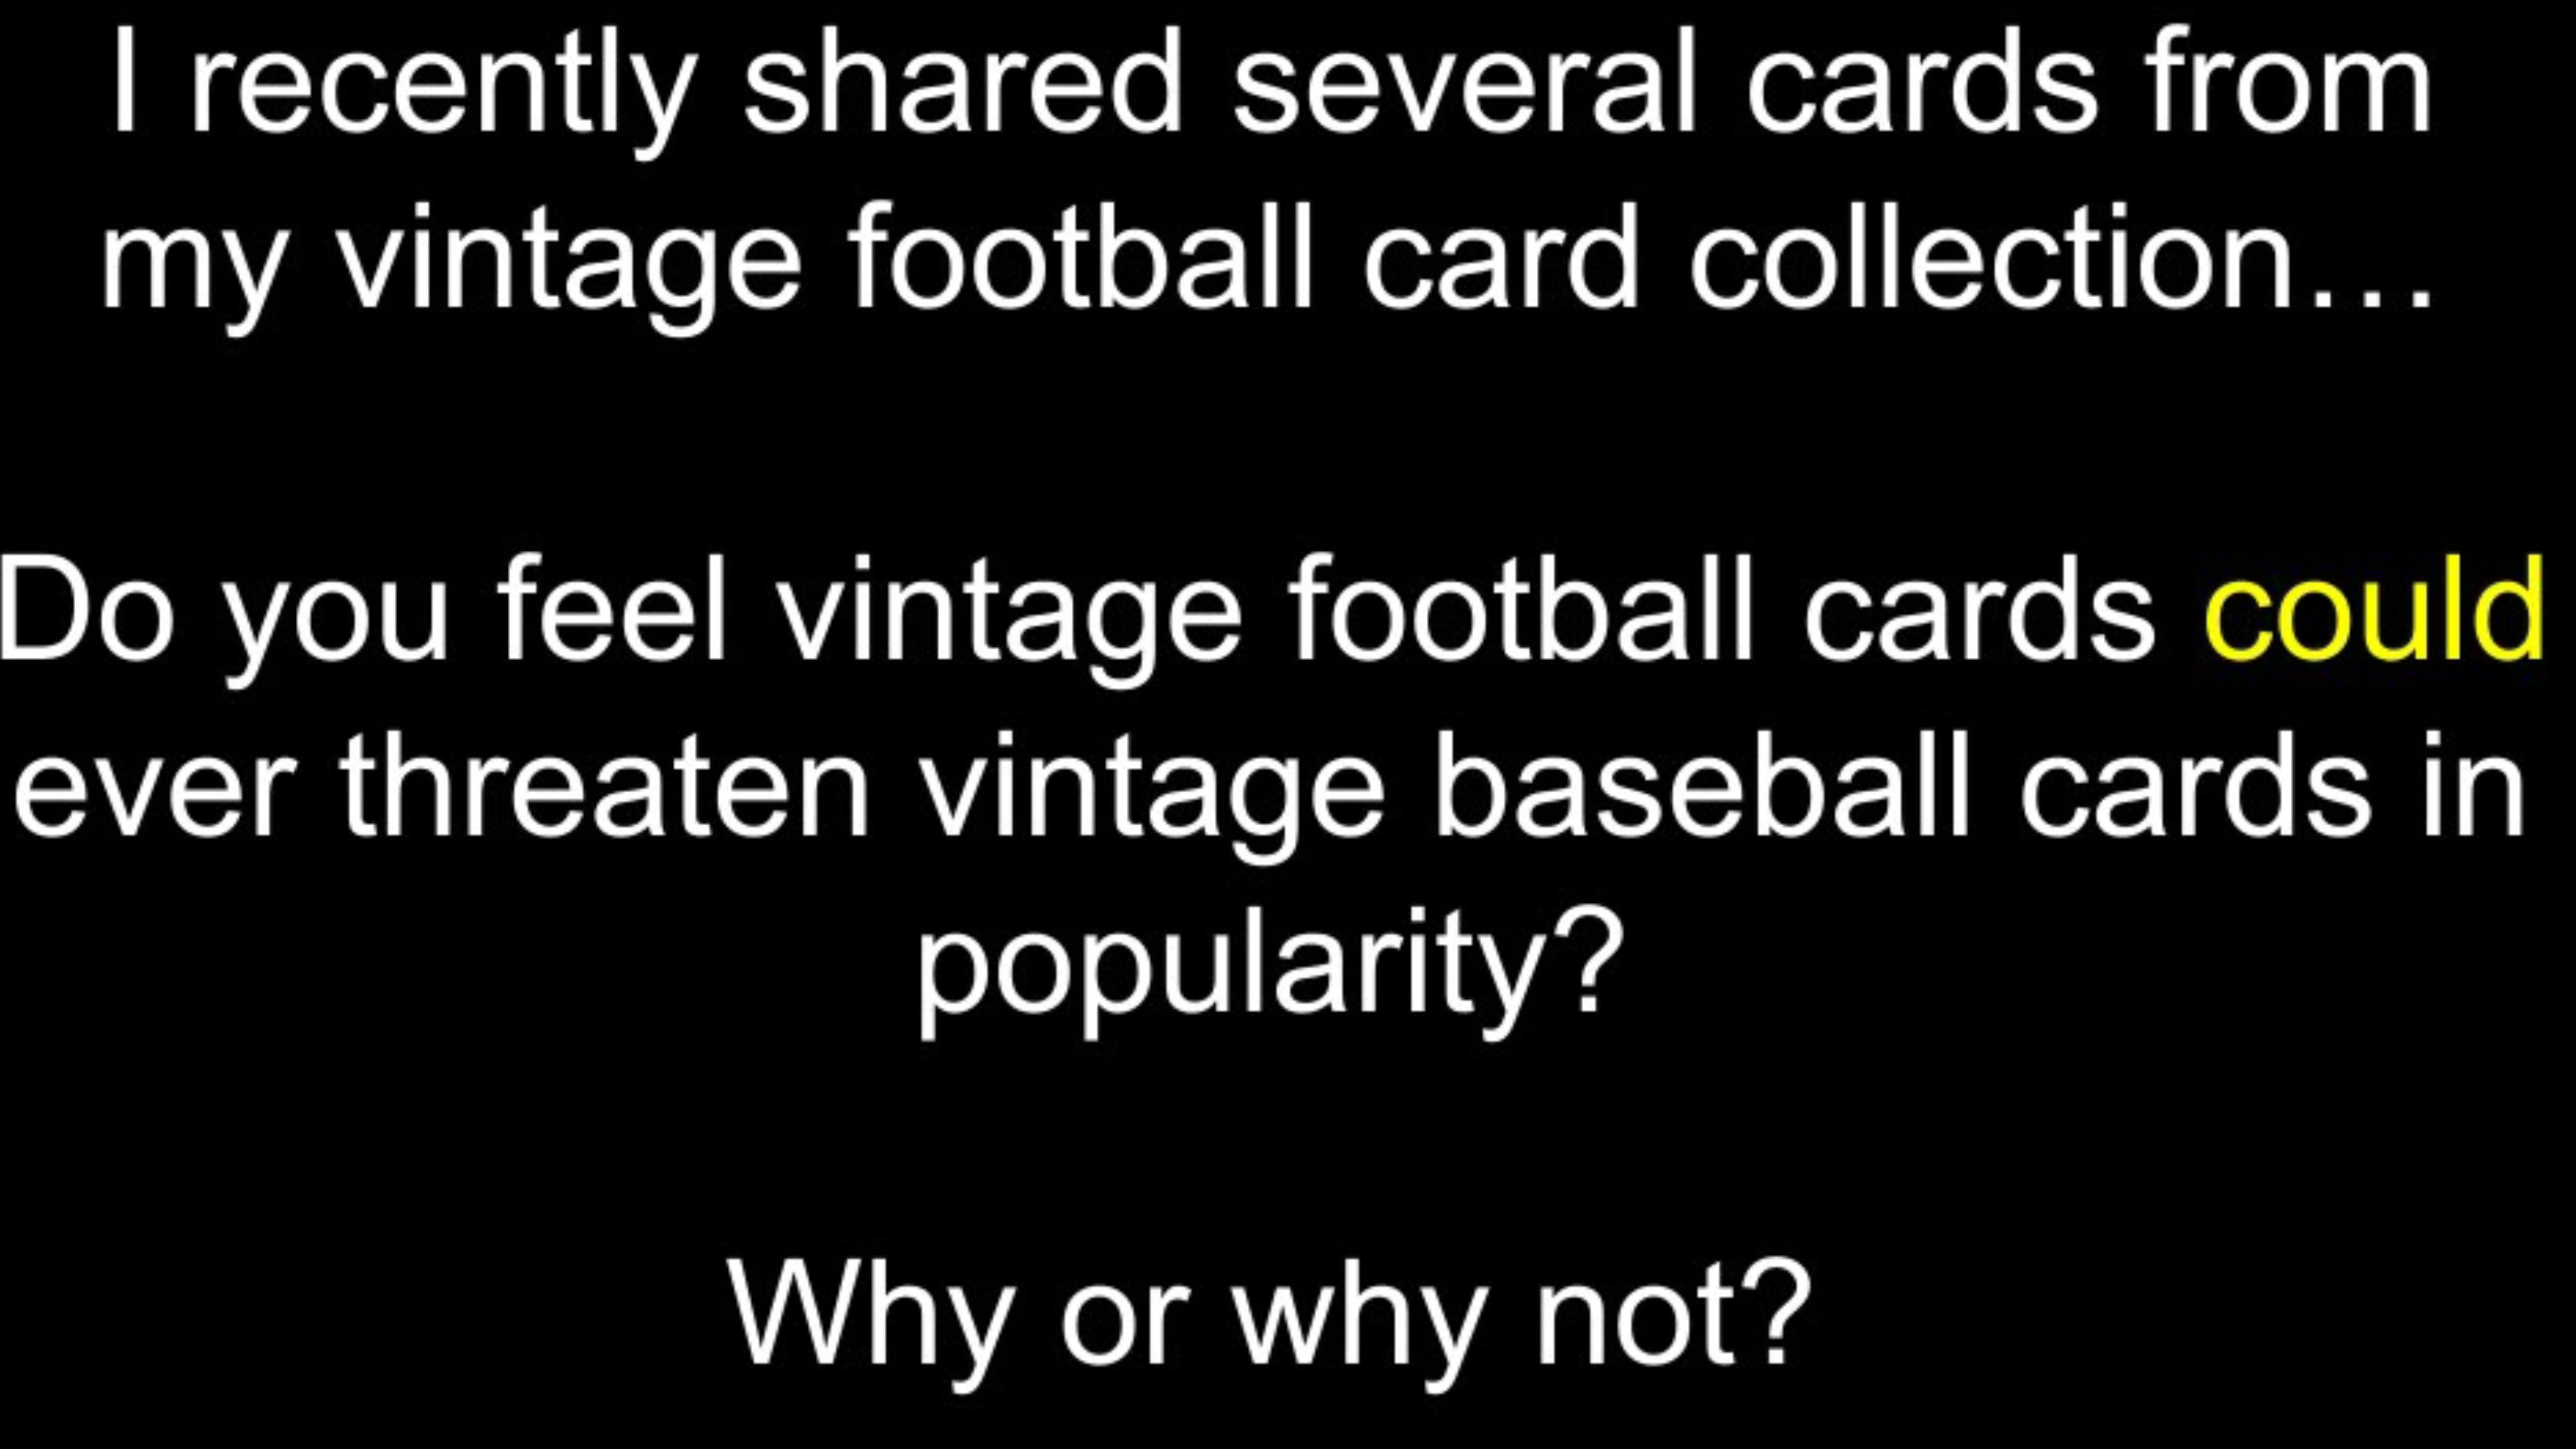 I recently shared several cards from
my vintage football card collection…
Do you feel vintage football cards could
ever threaten vintage baseball cards in
popularity?
Why or why not?